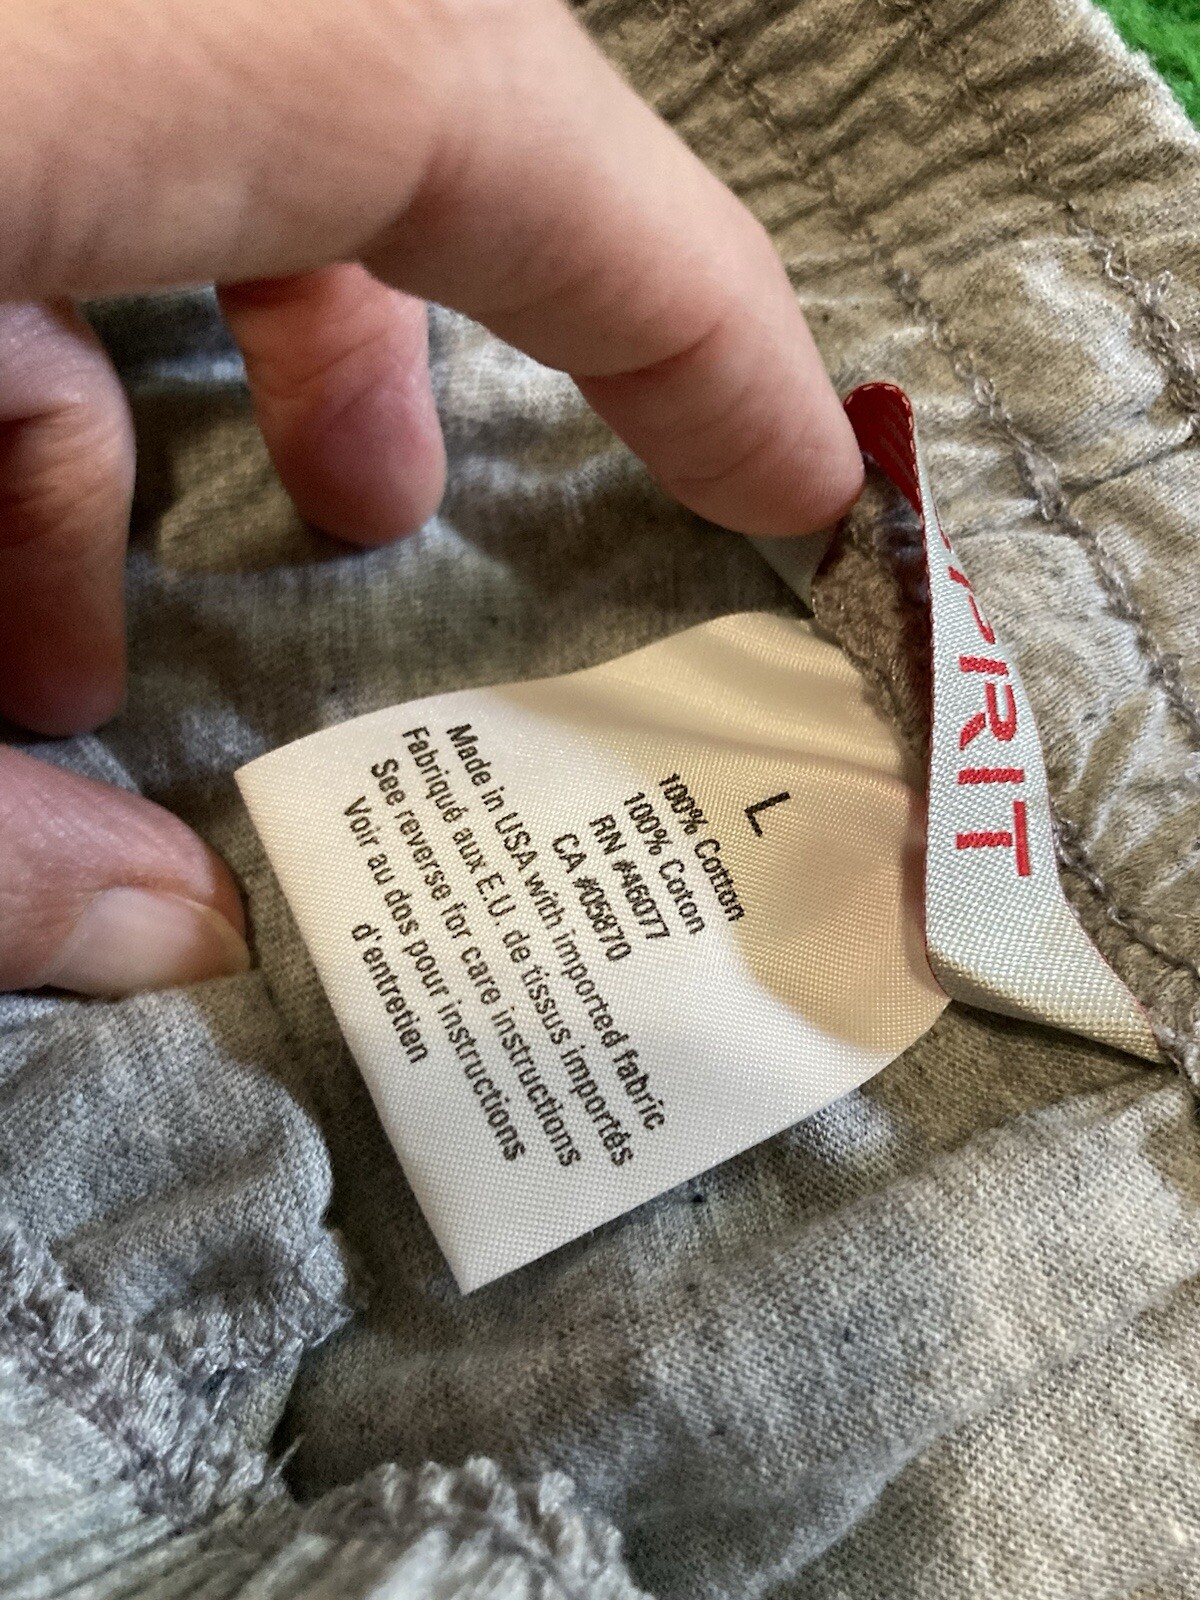 L
100% Cotton
100% Coton
RN #46077
CA #05870
Made in USA with imported fabric
Fabriqué aux E.U. de tissus importés
See reverse for care instructions
Voir au dos pour instructions
d'entretien
PRIT